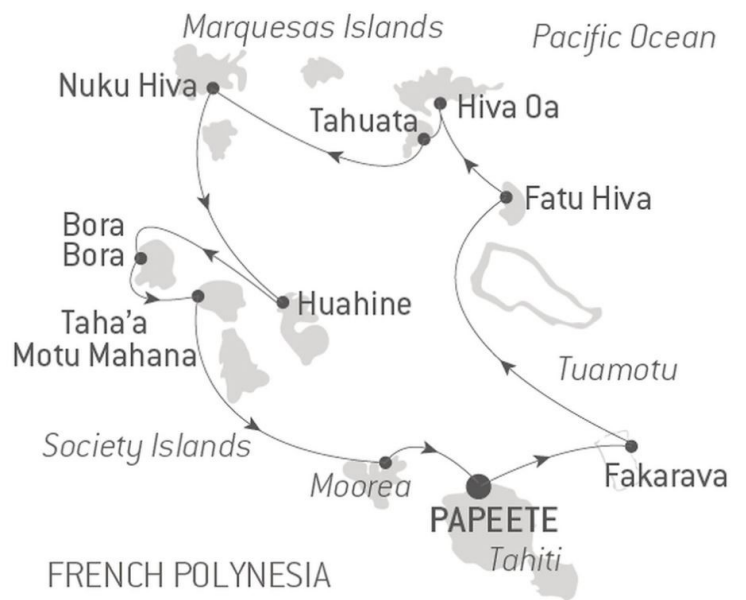 Marquesas Islands
Pacific Ocean
Nuku Hiva
Hiva Oa
Tahuata
Fatu Hiva
Bora
Bora
Huahine
Taha'a
Motu Mahana
Tuamotu
Society Islands
Moorea
Fakarava
PAPEETE
Tahiti
FRENCH POLYNESIA